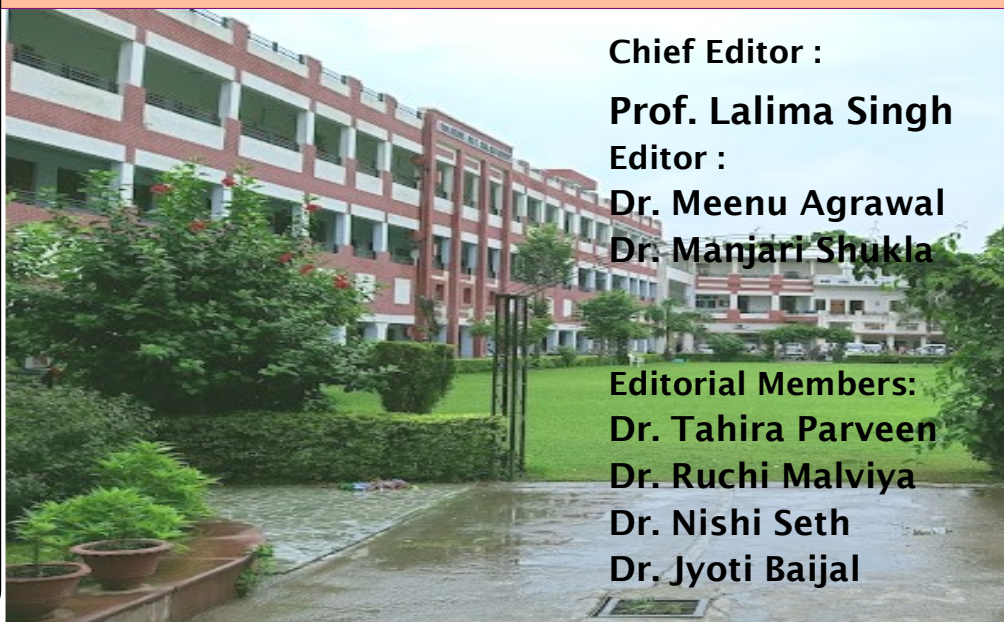 Chief Editor :
Prof. Lalima Singh
Editor :
Dr. Meenu Agrawal
Dr. Manjari Shukla
Editorial Members:
Dr. Tahira Parveen
Dr. Ruchi Malviya
Dr. Nishi Seth
Dr. Jyoti Baijal